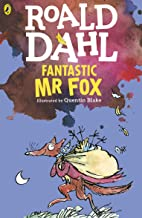 ROALD
DAHL
FANTASTIC
MR FOX
Illustrated by Quentin Blake